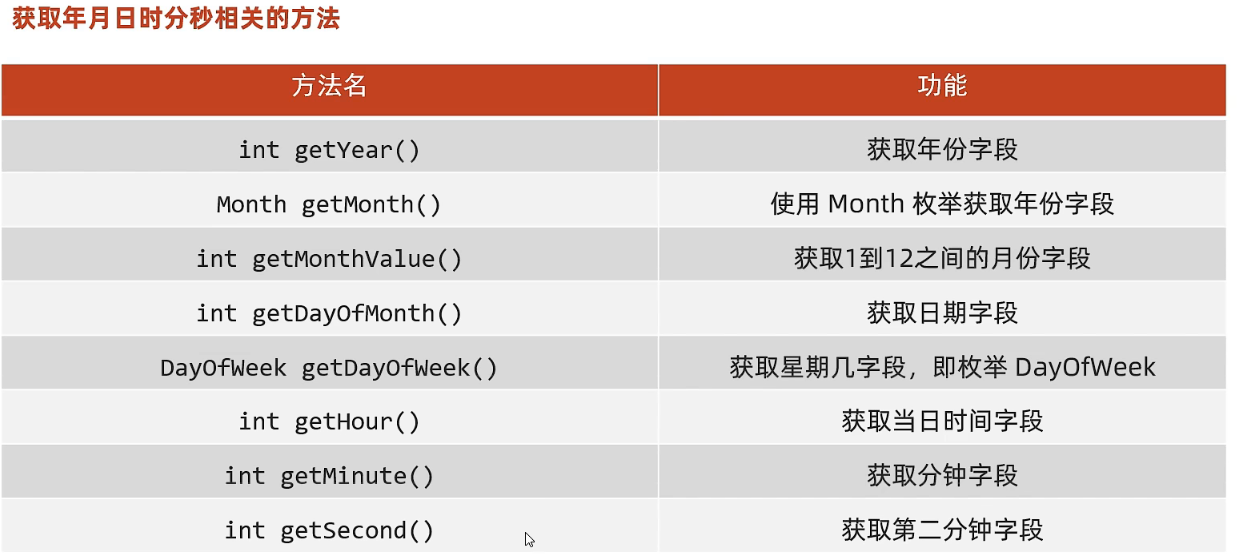 获取年月日时分秒相关的方法
方法名 功能
int getYear() 获取年份字段
Month getMonth() 使用 Month 枚举获取年份字段
int getMonthValue() 获取1到12之间的月份字段
int getDayOfMonth() 获取日期字段
DayOfWeek getDayOfWeek() 获取星期几字段，即枚举 DayOfWeek
int getHour() 获取当日时间字段
int getMinute() 获取分钟字段
int getSecond() 获取第二分钟字段